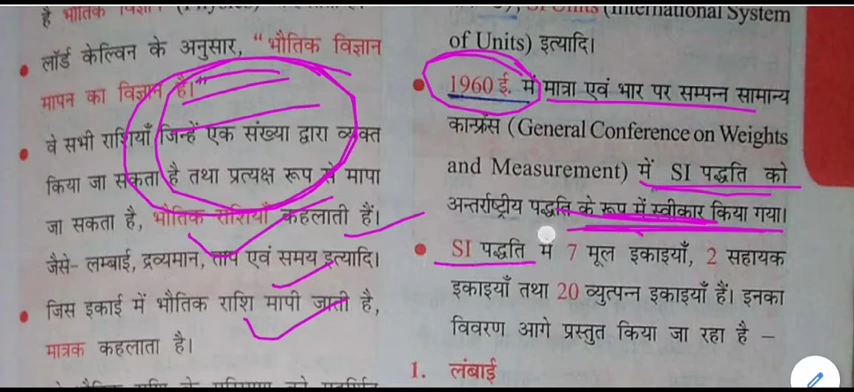 है भौतिक विज्ञान
लॉर्ड केल्विन के अनुसार, “भौतिक विज्ञान
मापन का विज्ञान है।”
वे सभी राशियाँ जिन्हें एक संख्या द्वारा व्यक्त
किया जा सकता है तथा प्रत्यक्ष रूप से मापा
जा सकता है, भौतिक राशियाँ कहलाती हैं।
जैसे- लम्बाई, द्रव्यमान, ताप एवं समय इत्यादि।
जिस इकाई में भौतिक राशि मापी जाती है,
मात्रक कहलाता है।
SI Units (International System
of Units) इत्यादि।
1960 ई. में मात्रा एवं भार पर सम्पन्न सामान्य
कान्फ्रेंस (General Conference on Weights
and Measurement) में SI पद्धति को
अन्तर्राष्ट्रीय पद्धति के रूप में स्वीकार किया गया।
SI पद्धति में 7 मूल इकाइयाँ, 2 सहायक
इकाइयाँ तथा 20 व्युत्पन्न इकाइयाँ हैं। इनका
विवरण आगे प्रस्तुत किया जा रहा है –
1. लंबाई